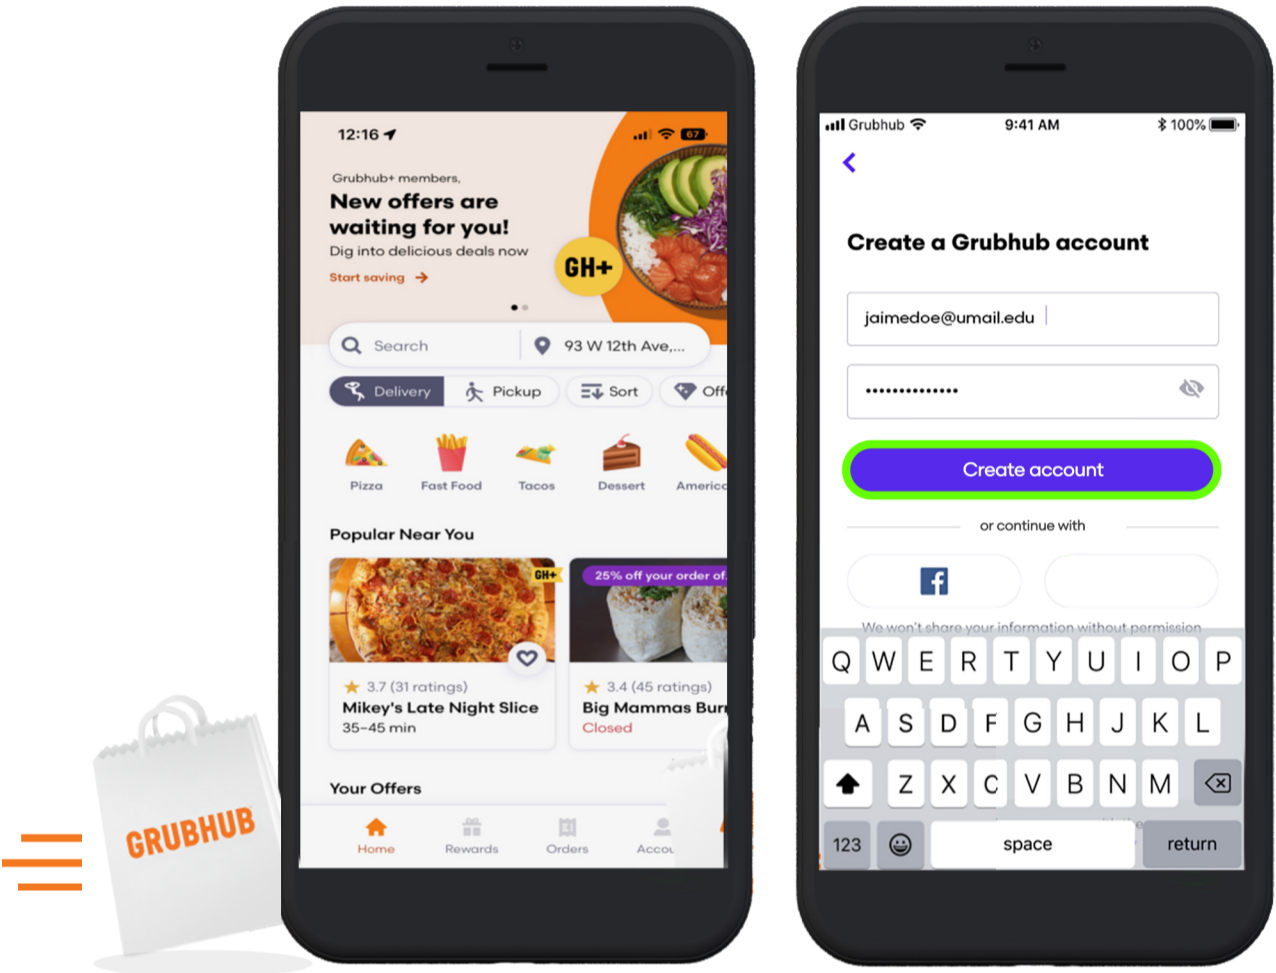 GRUBHUB
12:16
67
Grubhub+ members,
New offers are
waiting for you!
Dig into delicious deals now
Start saving →
GH+
Search
93 W 12th Ave,...
Delivery
Pickup
Sort
Off
Pizza
Fast Food
Tacos
Dessert
Americ
Popular Near You
GH+
25% off your order of
3.7 (31 ratings)
Mikey's Late Night Slice
35–45 min
3.4 (45 ratings)
Big Mammas Bur
Closed
Your Offers
Home
Rewards
Orders
Accou
Grubhub
9:41 AM
100%
Create a Grubhub account
jaimedoe@umail.edu
••••••••••••••
Create account
or continue with
f
We won't share your information without permission
Q W E R T Y U I O P
A S D F G H J K L
Z X C V B N M
123
space
return